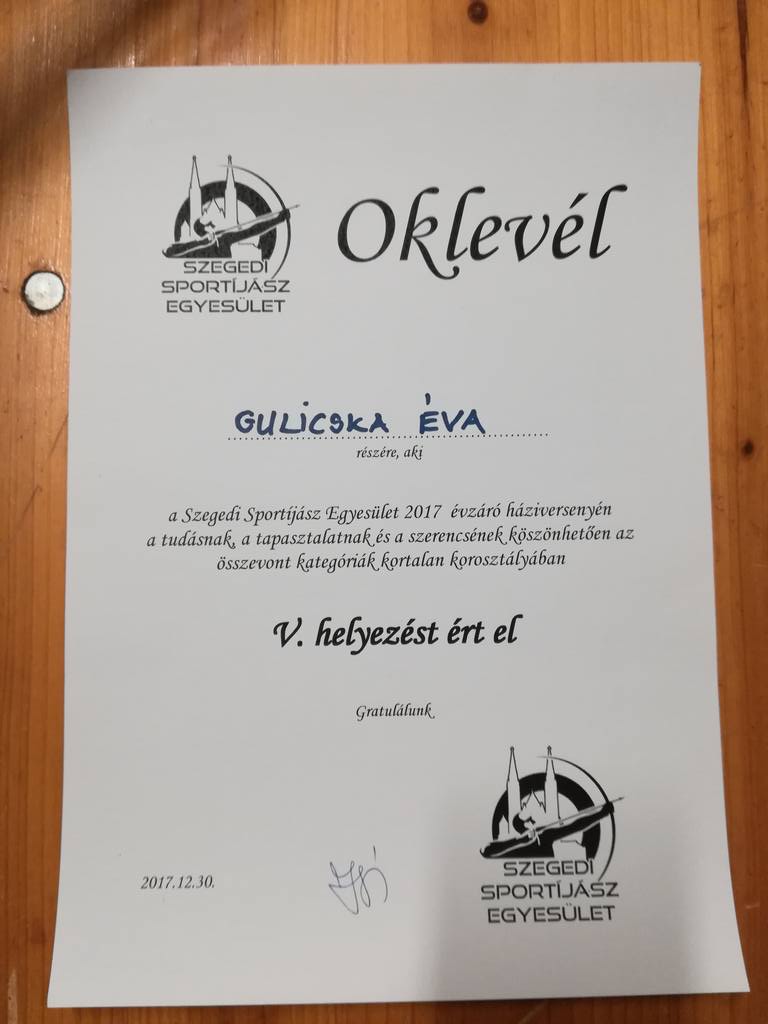 SZEGEDI
SPORTÍJÁSZ
EGYESÜLET
Oklevél
GULICSKA ÉVA
részére, aki
a Szegedi Sportíjász Egyesület 2017 évzáró háziversenyén
a tudásnak, a tapasztalatnak és a szerencsének köszönhetően az
összevont kategóriák kortalan korosztályában
V. helyezést ért el
Gratulálunk
2017.12.30.
SZEGEDI
SPORTÍJÁSZ
EGYESÜLET